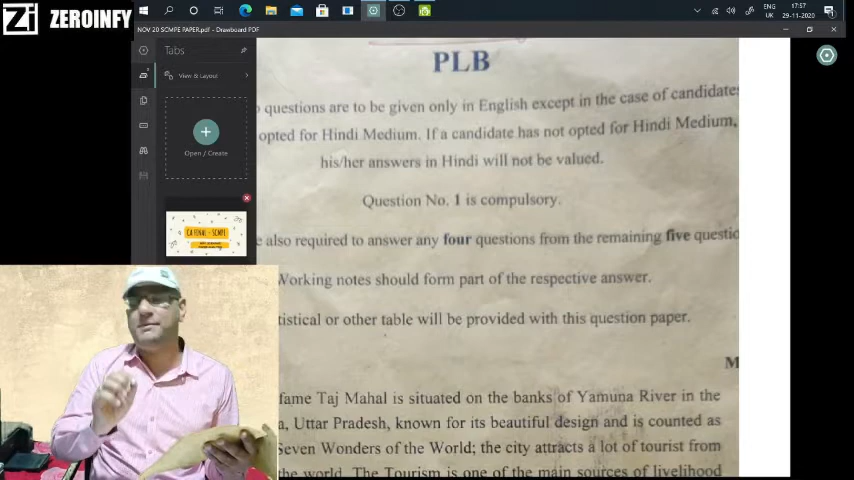 Zi ZEROINFY
ENG
UK
17:57
29-11-2020
NOV 20 SCMPE PAPER.pdf - Drawboard PDF
Tabs
View & Layout
Open / Create
CA FINAL - SCMPE
PLB
questions are to be given only in English except in the case of candidates
opted for Hindi Medium. If a candidate has not opted for Hindi Medium,
his/her answers in Hindi will not be valued.
Question No. 1 is compulsory.
e also required to answer any four questions from the remaining five questio
Working notes should form part of the respective answer.
tistical or other table will be provided with this question paper.
M
fame Taj Mahal is situated on the banks of Yamuna River in the
a, Uttar Pradesh, known for its beautiful design and is counted as
Seven Wonders of the World; the city attracts a lot of tourist from
the world. The Tourism is one of the main sources of livelihood